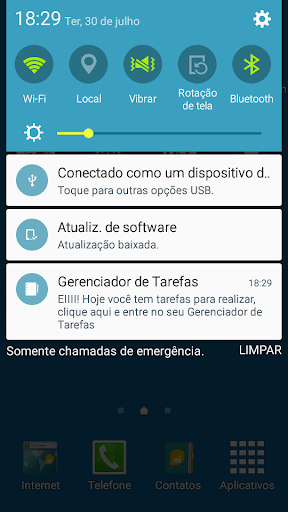 18:29 Ter, 30 de julho
Wi-Fi
Local
Vibrar
Rotação
de tela
Bluetooth
Conectado como um dispositivo d..
Toque para outras opções USB.
Atualiz. de software
Atualização baixada.
Gerenciador de Tarefas 18:29
EIIII! Hoje você tem tarefas para realizar,
clique aqui e entre no seu Gerenciador de
Tarefas
Somente chamadas de emergência. LIMPAR
Internet
Telefone
Contatos
Aplicativos